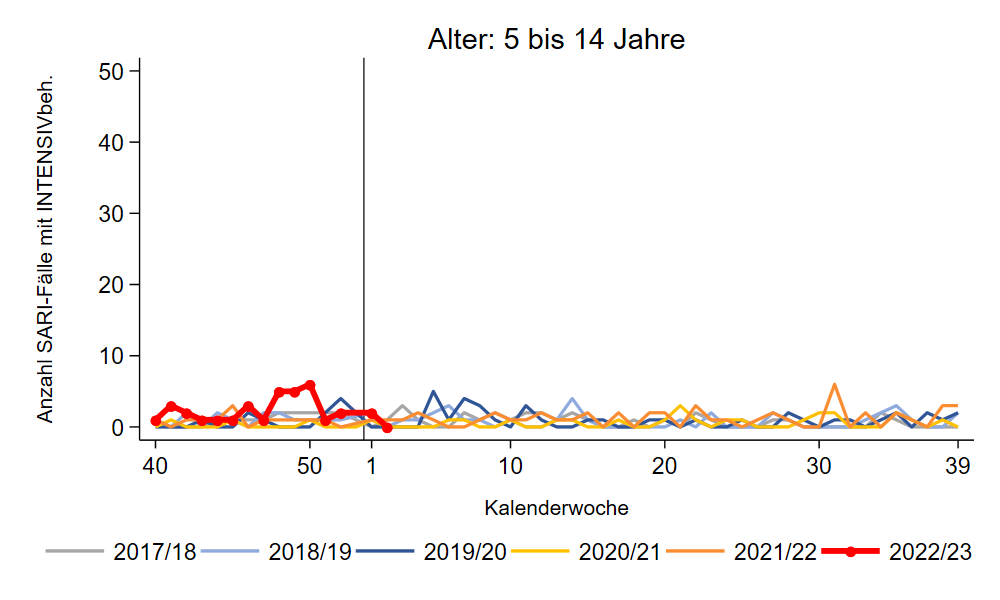 Alter: 5 bis 14 Jahre
Anzahl SARI-Fälle mit INTENSIVbeh.
50
40
30
20
10
0
40 50 1 10 20 30 39
Kalenderwoche
2017/18 2018/19 2019/20 2020/21 2021/22 2022/23